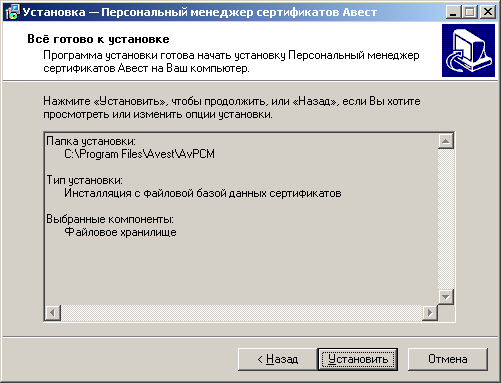 Установка — Персональный менеджер сертификатов Авест
Всё готово к установке
Программа установки готова начать установку Персональный менеджер
сертификатов Авест на Ваш компьютер.
Нажмите «Установить», чтобы продолжить, или «Назад», если Вы хотите
просмотреть или изменить опции установки.
Папка установки:
C:\Program Files\Avest\AvPCM
Тип установки:
Инсталляция с файловой базой данных сертификатов
Выбранные компоненты:
Файловое хранилище
< Назад
Установить
Отмена